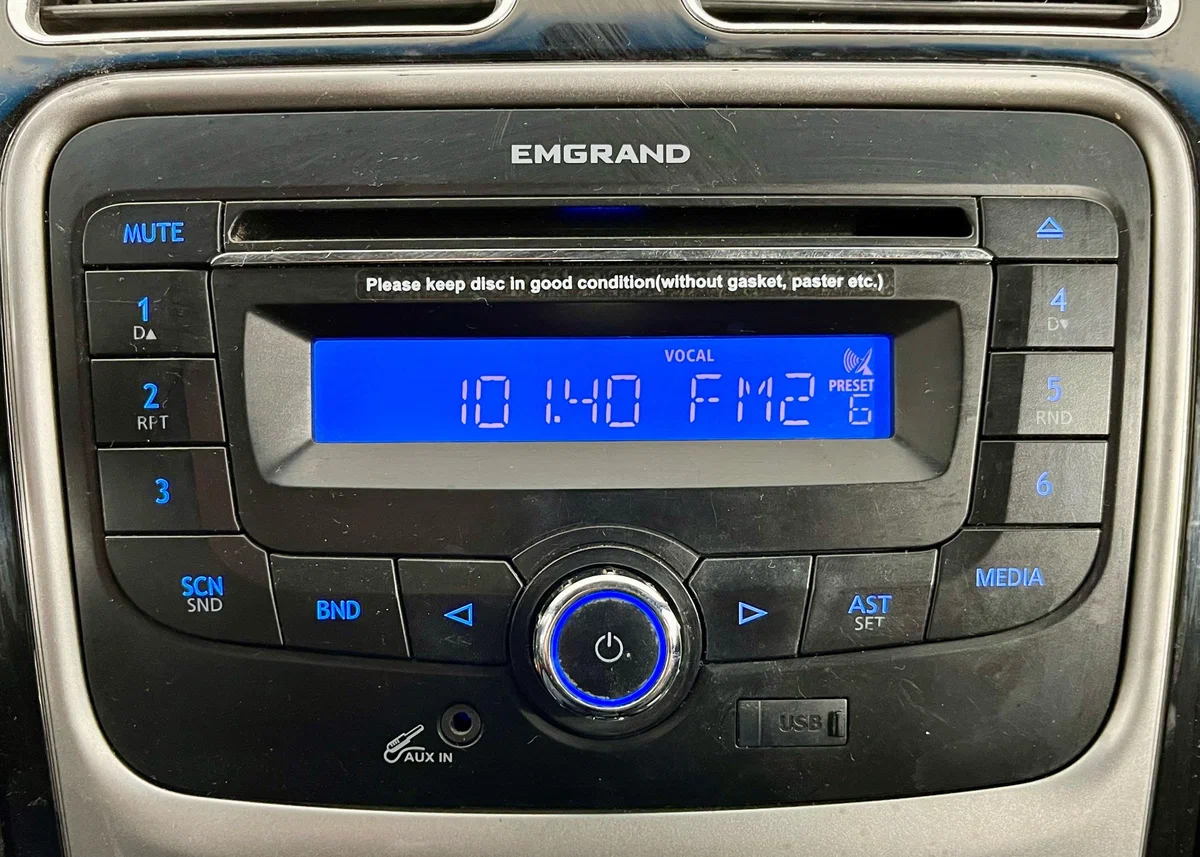 EMGRAND
MUTE
Please keep disc in good condition(without gasket, paster etc.)
1
D▲
4
D▼
VOCAL
101.40 FM2
PRESET
6
2
RPT
5
RND
3
6
SCN
SND
BND
AST
SET
MEDIA
AUX IN
USB